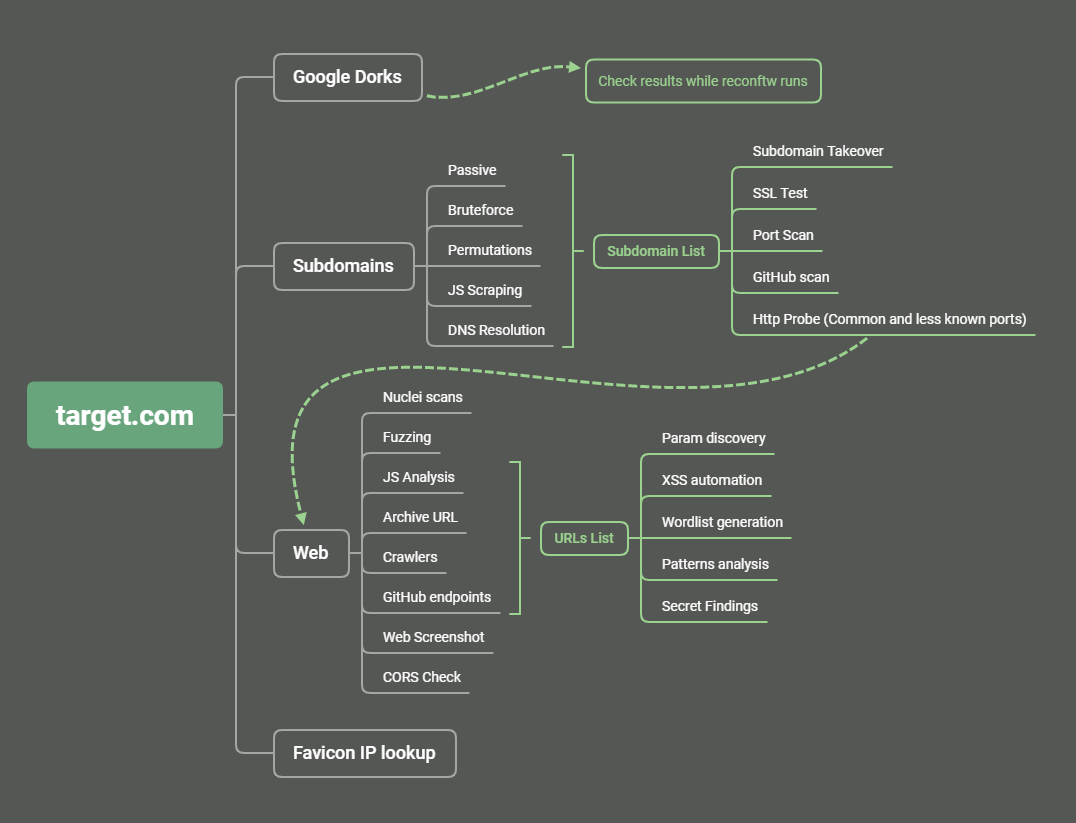 Google Dorks
Check results while reconftw runs
Subdomains
Passive
Bruteforce
Permutations
JS Scraping
DNS Resolution
Subdomain List
Subdomain Takeover
SSL Test
Port Scan
GitHub scan
Http Probe (Common and less known ports)
target.com
Web
Nuclei scans
Fuzzing
JS Analysis
Archive URL
Crawlers
GitHub endpoints
Web Screenshot
CORS Check
URLs List
Param discovery
XSS automation
Wordlist generation
Patterns analysis
Secret Findings
Favicon IP lookup